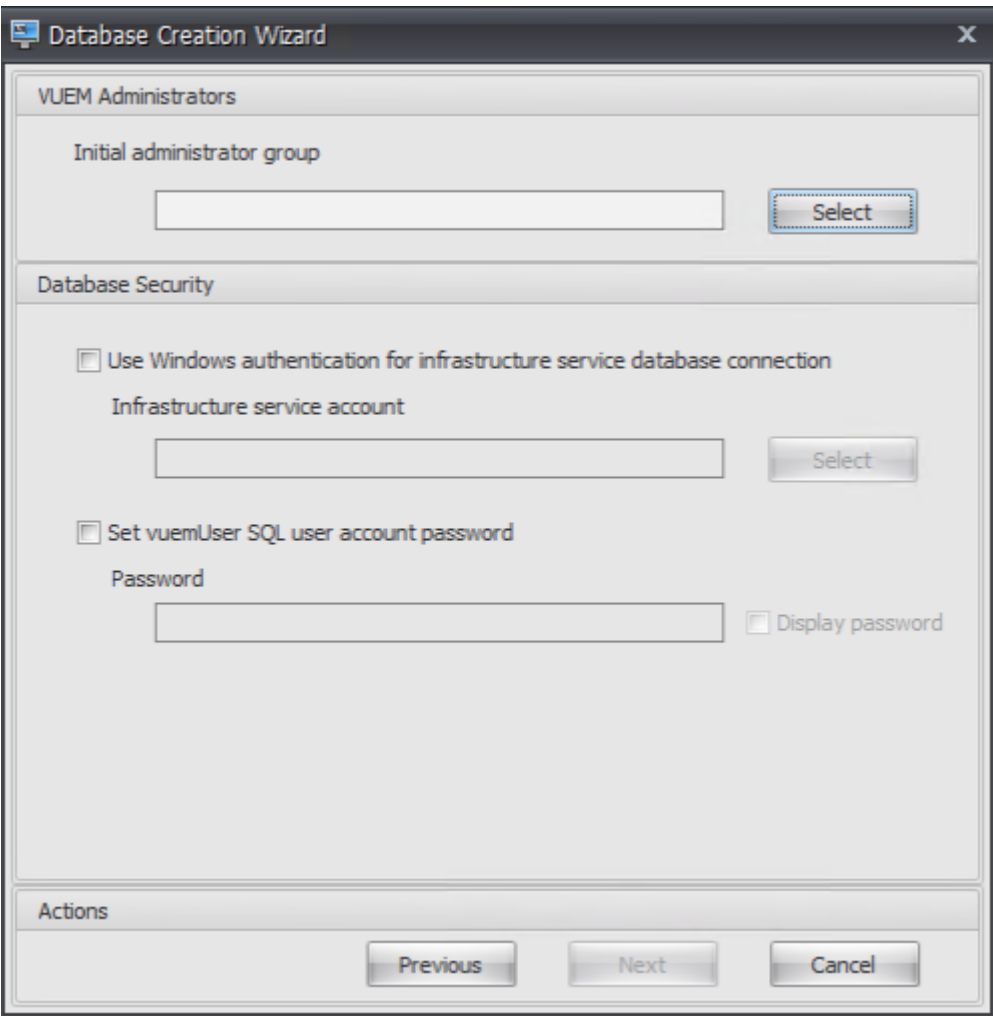 Database Creation Wizard
x
VUEM Administrators
Initial administrator group
Select
Database Security
Use Windows authentication for infrastructure service database connection
Infrastructure service account
Select
Set vuemUser SQL user account password
Password
Display password
Actions
Previous Next Cancel